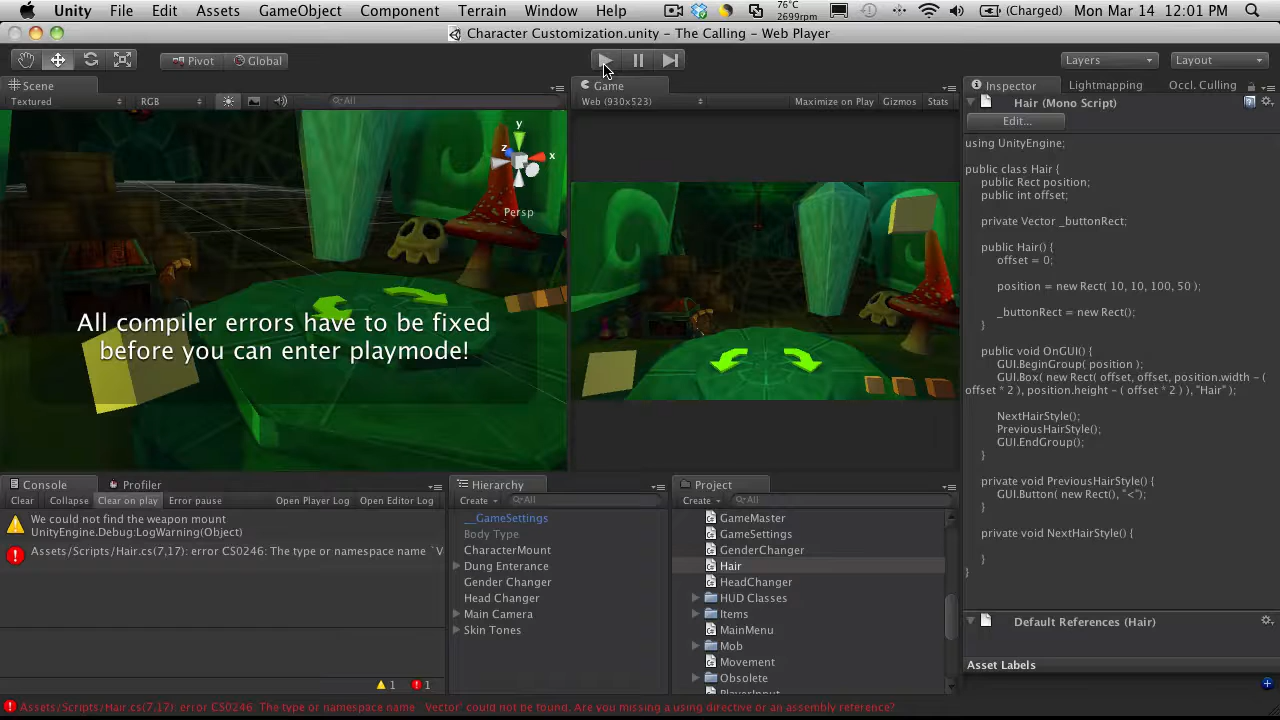 Unity File Edit Assets GameObject Component Terrain Window Help 76°C 2699rpm (Charged) Mon Mar 14 12:01 PM
Character Customization.unity – The Calling – Web Player
Pivot Global Layers Layout
Scene Game Inspector Lightmapping Occl. Culling
Textured RGB All Web (930x523) Maximize on Play Gizmos Stats
Hair (Mono Script)
Edit...
using UnityEngine;
public class Hair {
public Rect position;
public int offset;
private Vector _buttonRect;
public Hair() {
offset = 0;
position = new Rect( 10, 10, 100, 50 );
_buttonRect = new Rect();
}
public void OnGUI() {
GUI.BeginGroup( position );
GUI.Box( new Rect( offset, offset, position.width - (
offset * 2 ), position.height - ( offset * 2 ) ), "Hair" );
NextHairStyle();
PreviousHairStyle();
GUI.EndGroup();
}
private void PreviousHairStyle() {
GUI.Button( new Rect(), "<");
}
private void NextHairStyle() {
}
}
Default References (Hair)
Asset Labels
y
z
x
Persp
All compiler errors have to be fixed
before you can enter playmode!
Console Profiler
Clear Collapse Clear on play Error pause Open Player Log Open Editor Log
We could not find the weapon mount
UnityEngine.Debug:LogWarning(Object)
Assets/Scripts/Hair.cs(7,17): error CS0246: The type or namespace name `V
1 1
Hierarchy
Create All
__GameSettings
Body Type
CharacterMount
Dung Enterance
Gender Changer
Head Changer
Main Camera
Skin Tones
Project
Create All
GameMaster
GameSettings
GenderChanger
Hair
HeadChanger
HUD Classes
Items
MainMenu
Mob
Movement
Obsolete
PlayerInput
Assets/Scripts/Hair.cs(7,17): error CS0246: The type or namespace name `Vector' could not be found. Are you missing a using directive or an assembly reference?